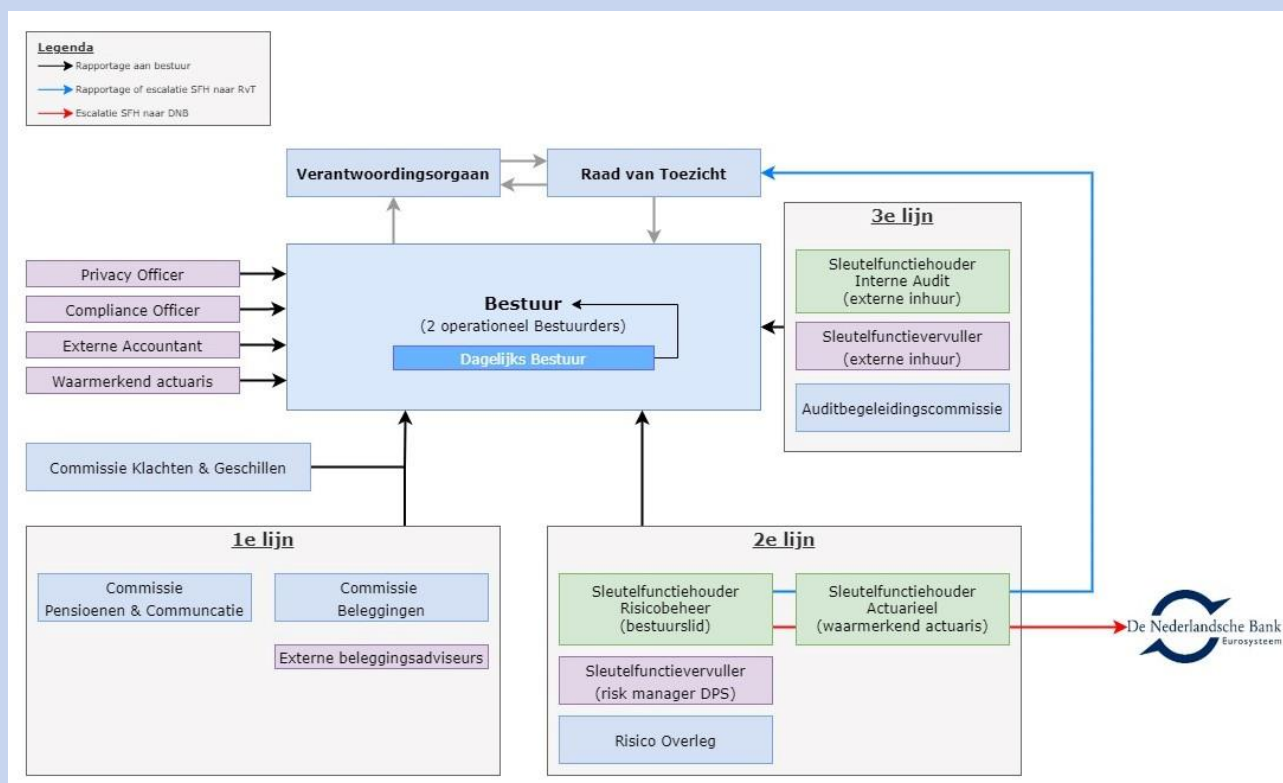 Legenda
Rapportage aan bestuur
Rapportage of escalatie SFH naar RvT
Escalatie SFH naar DNB
Verantwoordingsorgaan
Raad van Toezicht
3e lijn
Sleutelfunctiehouder
Interne Audit
(externe inhuur)
Sleutelfunctievervuller
(externe inhuur)
Auditbegeleidingscommissie
Privacy Officer
Compliance Officer
Externe Accountant
Waarmerkend actuaris
Bestuur
(2 operationeel Bestuurders)
Dagelijks Bestuur
Commissie Klachten & Geschillen
1e lijn
Commissie
Pensioenen & Communcatie
Commissie
Beleggingen
Externe beleggingsadviseurs
2e lijn
Sleutelfunctiehouder
Risicobeheer
(bestuurslid)
Sleutelfunctiehouder
Actuarieel
(waarmerkend actuaris)
Sleutelfunctievervuller
(risk manager DPS)
Risico Overleg
De Nederlandsche Bank
Eurosysteem